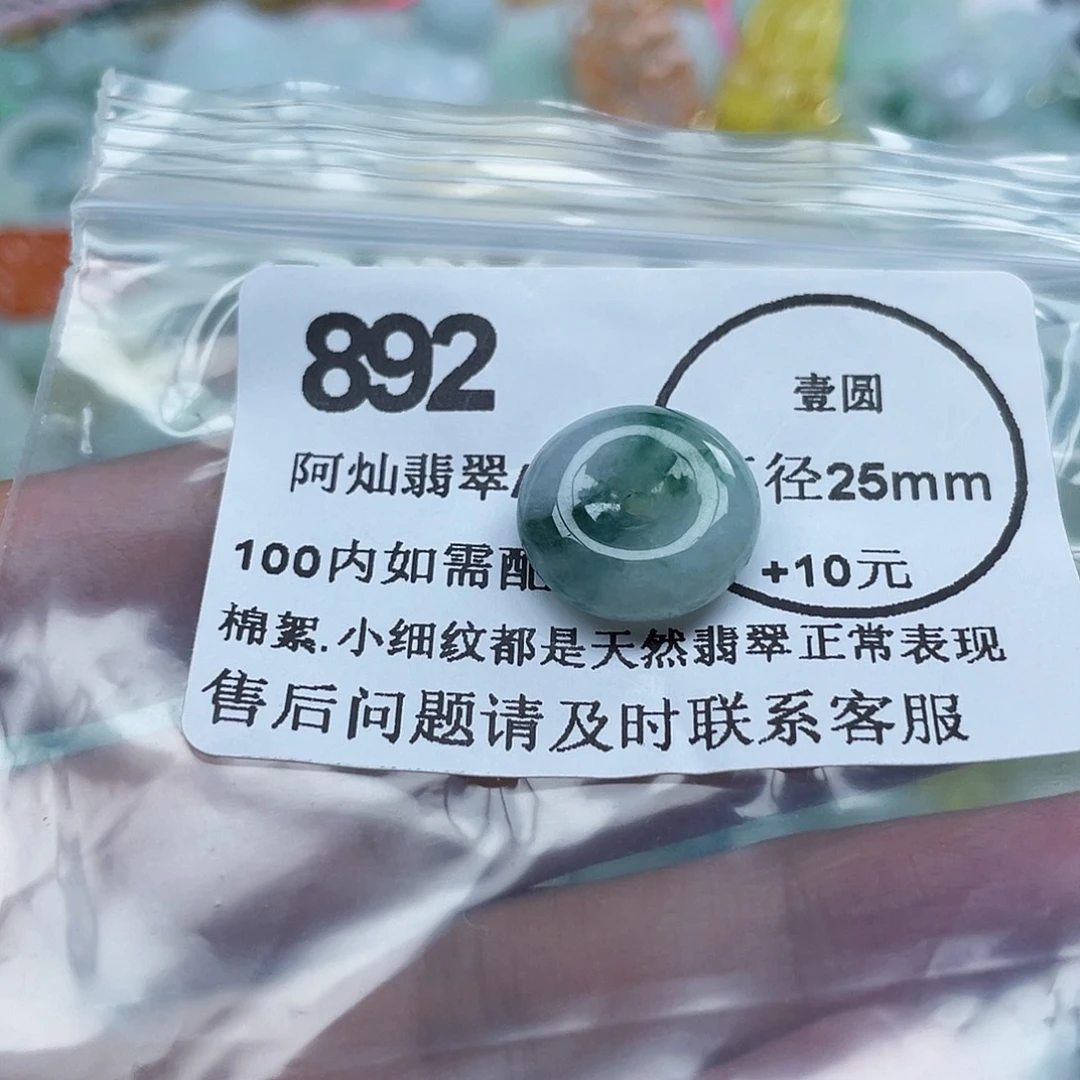 892
壹圆
阿灿翡翠 径25mm
100内如需配 +10元
棉絮.小细纹都是天然翡翠正常表现
售后问题请及时联系客服